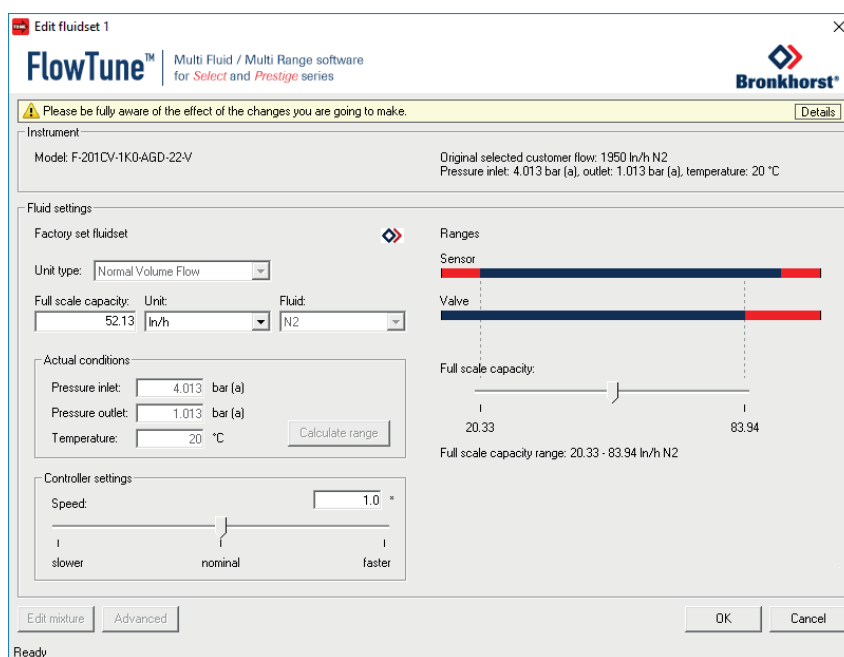 Edit fluidset 1
FlowTune™
Multi Fluid / Multi Range software
for Select and Prestige series
Bronkhorst®
Please be fully aware of the effect of the changes you are going to make.
Details
Instrument
Model: F-201CV-1K0-AGD-22-V
Original selected customer flow: 1950 ln/h N2
Pressure inlet: 4.013 bar (a), outlet: 1.013 bar (a), temperature: 20 °C
Fluid settings
Factory set fluidset
Unit type: Normal Volume Flow
Full scale capacity: Unit: Fluid:
52.13 ln/h N2
Actual conditions
Pressure inlet: 4.013 bar (a)
Pressure outlet: 1.013 bar (a)
Temperature: 20 °C
Calculate range
Controller settings
Speed: 1.0 *
slower nominal faster
Ranges
Sensor
Valve
Full scale capacity:
20.33 83.94
Full scale capacity range: 20.33 - 83.94 ln/h N2
Edit mixture Advanced OK Cancel
Ready